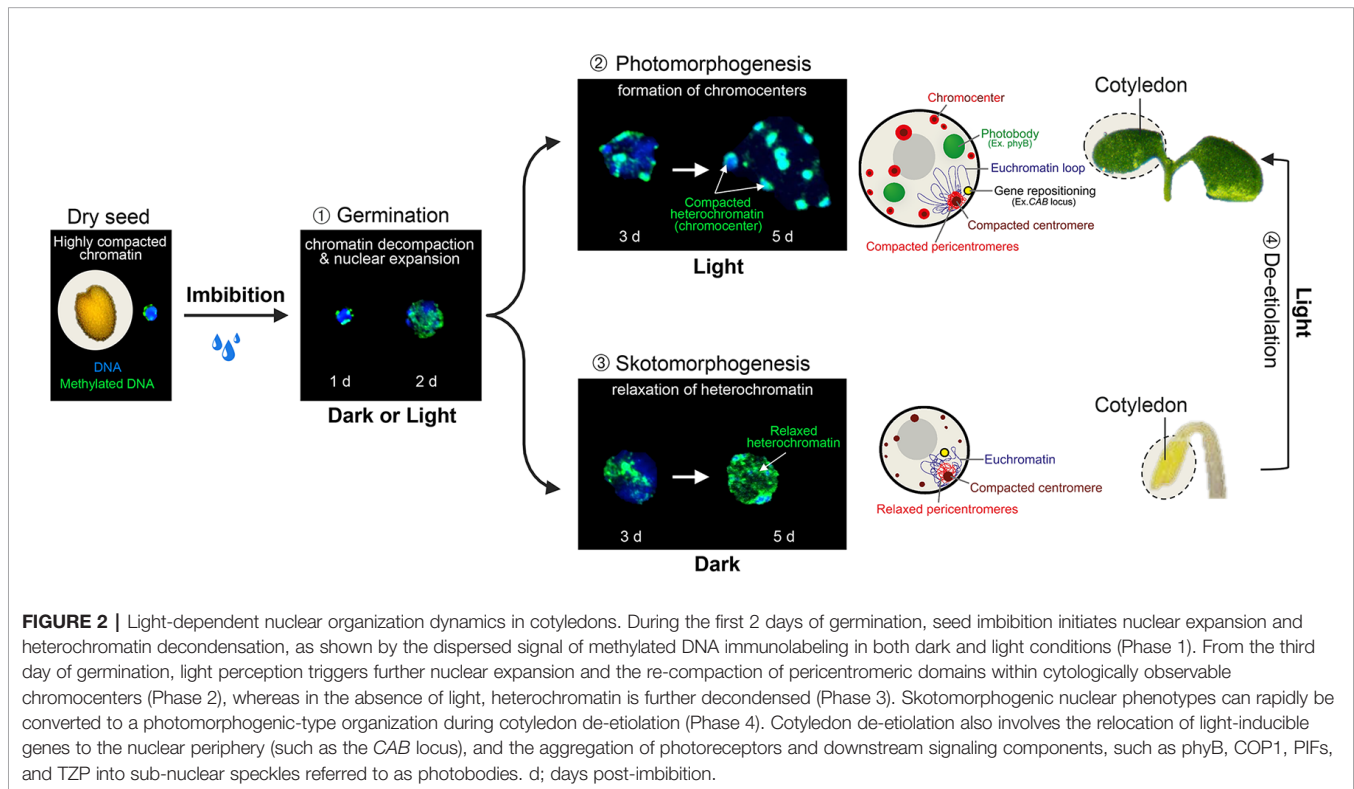 Dry seed
Highly compacted
chromatin
DNA
Methylated DNA
Imbibition
① Germination
chromatin decompaction
& nuclear expansion
1 d
2 d
Dark or Light
② Photomorphogenesis
formation of chromocenters
Compacted
heterochromatin
(chromocenter)
3 d
5 d
Light
Chromocenter
Photobody
(Ex. phyB)
Euchromatin loop
Gene repositioning
(Ex.CAB locus)
Compacted centromere
Compacted pericentromeres
Cotyledon
③ Skotomorphogenesis
relaxation of heterochromatin
Relaxed
heterochromatin
3 d
5 d
Dark
Euchromatin
Compacted centromere
Relaxed pericentromeres
Cotyledon
④ De-etiolation
Light
FIGURE 2 | Light-dependent nuclear organization dynamics in cotyledons. During the first 2 days of germination, seed imbibition initiates nuclear expansion and
heterochromatin decondensation, as shown by the dispersed signal of methylated DNA immunolabeling in both dark and light conditions (Phase 1). From the third
day of germination, light perception triggers further nuclear expansion and the re-compaction of pericentromeric domains within cytologically observable
chromocenters (Phase 2), whereas in the absence of light, heterochromatin is further decondensed (Phase 3). Skotomorphogenic nuclear phenotypes can rapidly be
converted to a photomorphogenic-type organization during cotyledon de-etiolation (Phase 4). Cotyledon de-etiolation also involves the relocation of light-inducible
genes to the nuclear periphery (such as the CAB locus), and the aggregation of photoreceptors and downstream signaling components, such as phyB, COP1, PIFs,
and TZP into sub-nuclear speckles referred to as photobodies. d; days post-imbibition.